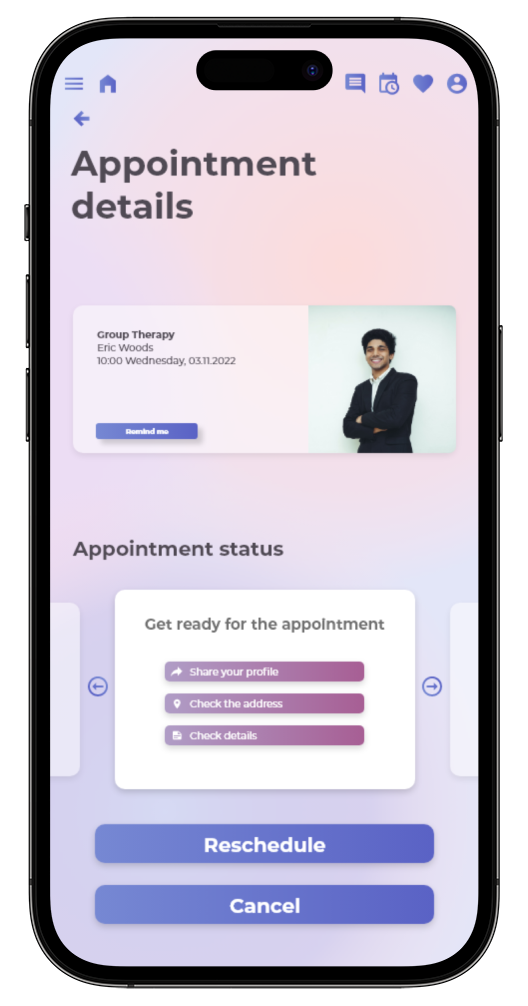 Appointment
details
Group Therapy
Eric Woods
10:00 Wednesday, 03.11.2022
Remind me
Appointment status
Get ready for the appointment
Share your profile
Check the address
Check details
Reschedule
Cancel